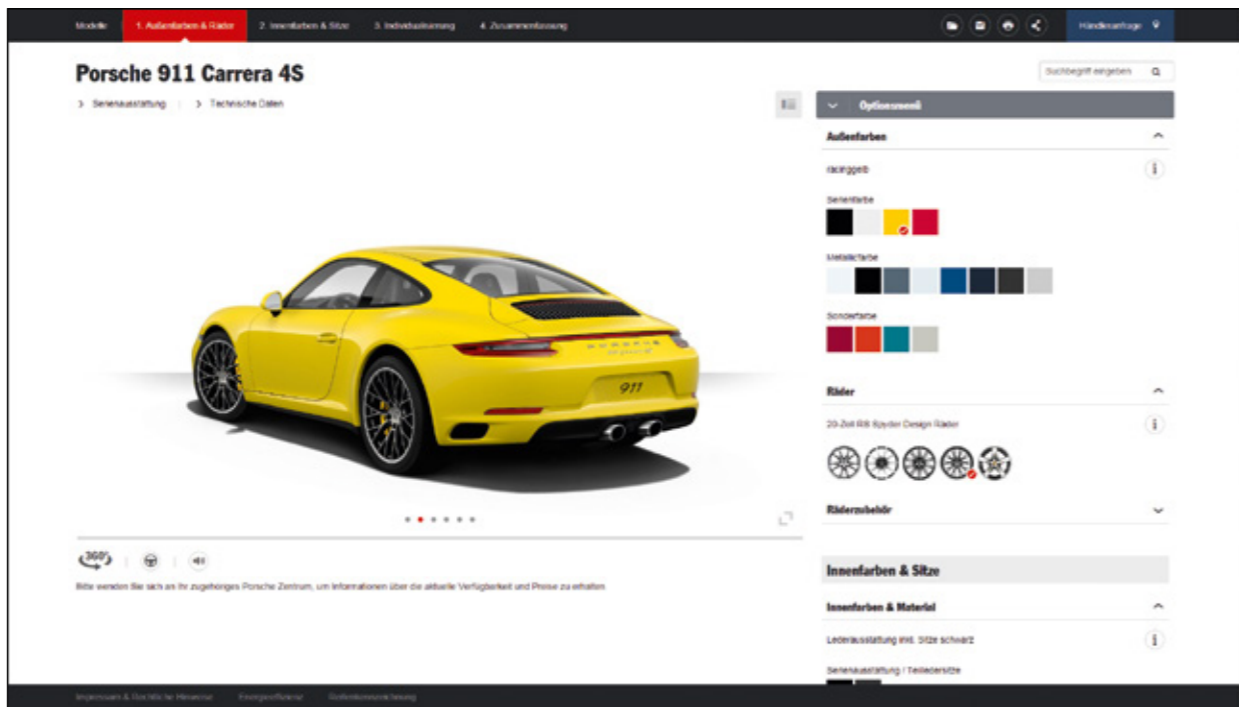 Modelle
1. Außenfarben & Räder
2. Innenfarben & Sitze
3. Individualisierung
4. Zusammenfassung
Händleranfrage
Porsche 911 Carrera 4S
Suchbegriff eingeben
Serienausstattung
Technische Daten
Optionsmenü
Außenfarben
racinggelb
i
Serienfarbe
Metallicfarbe
Sonderfarbe
PORSCHE
911
Räder
20-Zoll RS Spyder Design Räder
i
Räderzubehör
360°
Bitte wenden Sie sich an Ihr zugehöriges Porsche Zentrum, um Informationen über die aktuelle Verfügbarkeit und Preise zu erhalten
Innenfarben & Sitze
Innenfarben & Material
Lederausstattung inkl. Sitze schwarz
i
Serienausstattung / Teilledersitze
Impressum & Rechtliche Hinweise
Energieeffizienz
Reifenkennzeichnung